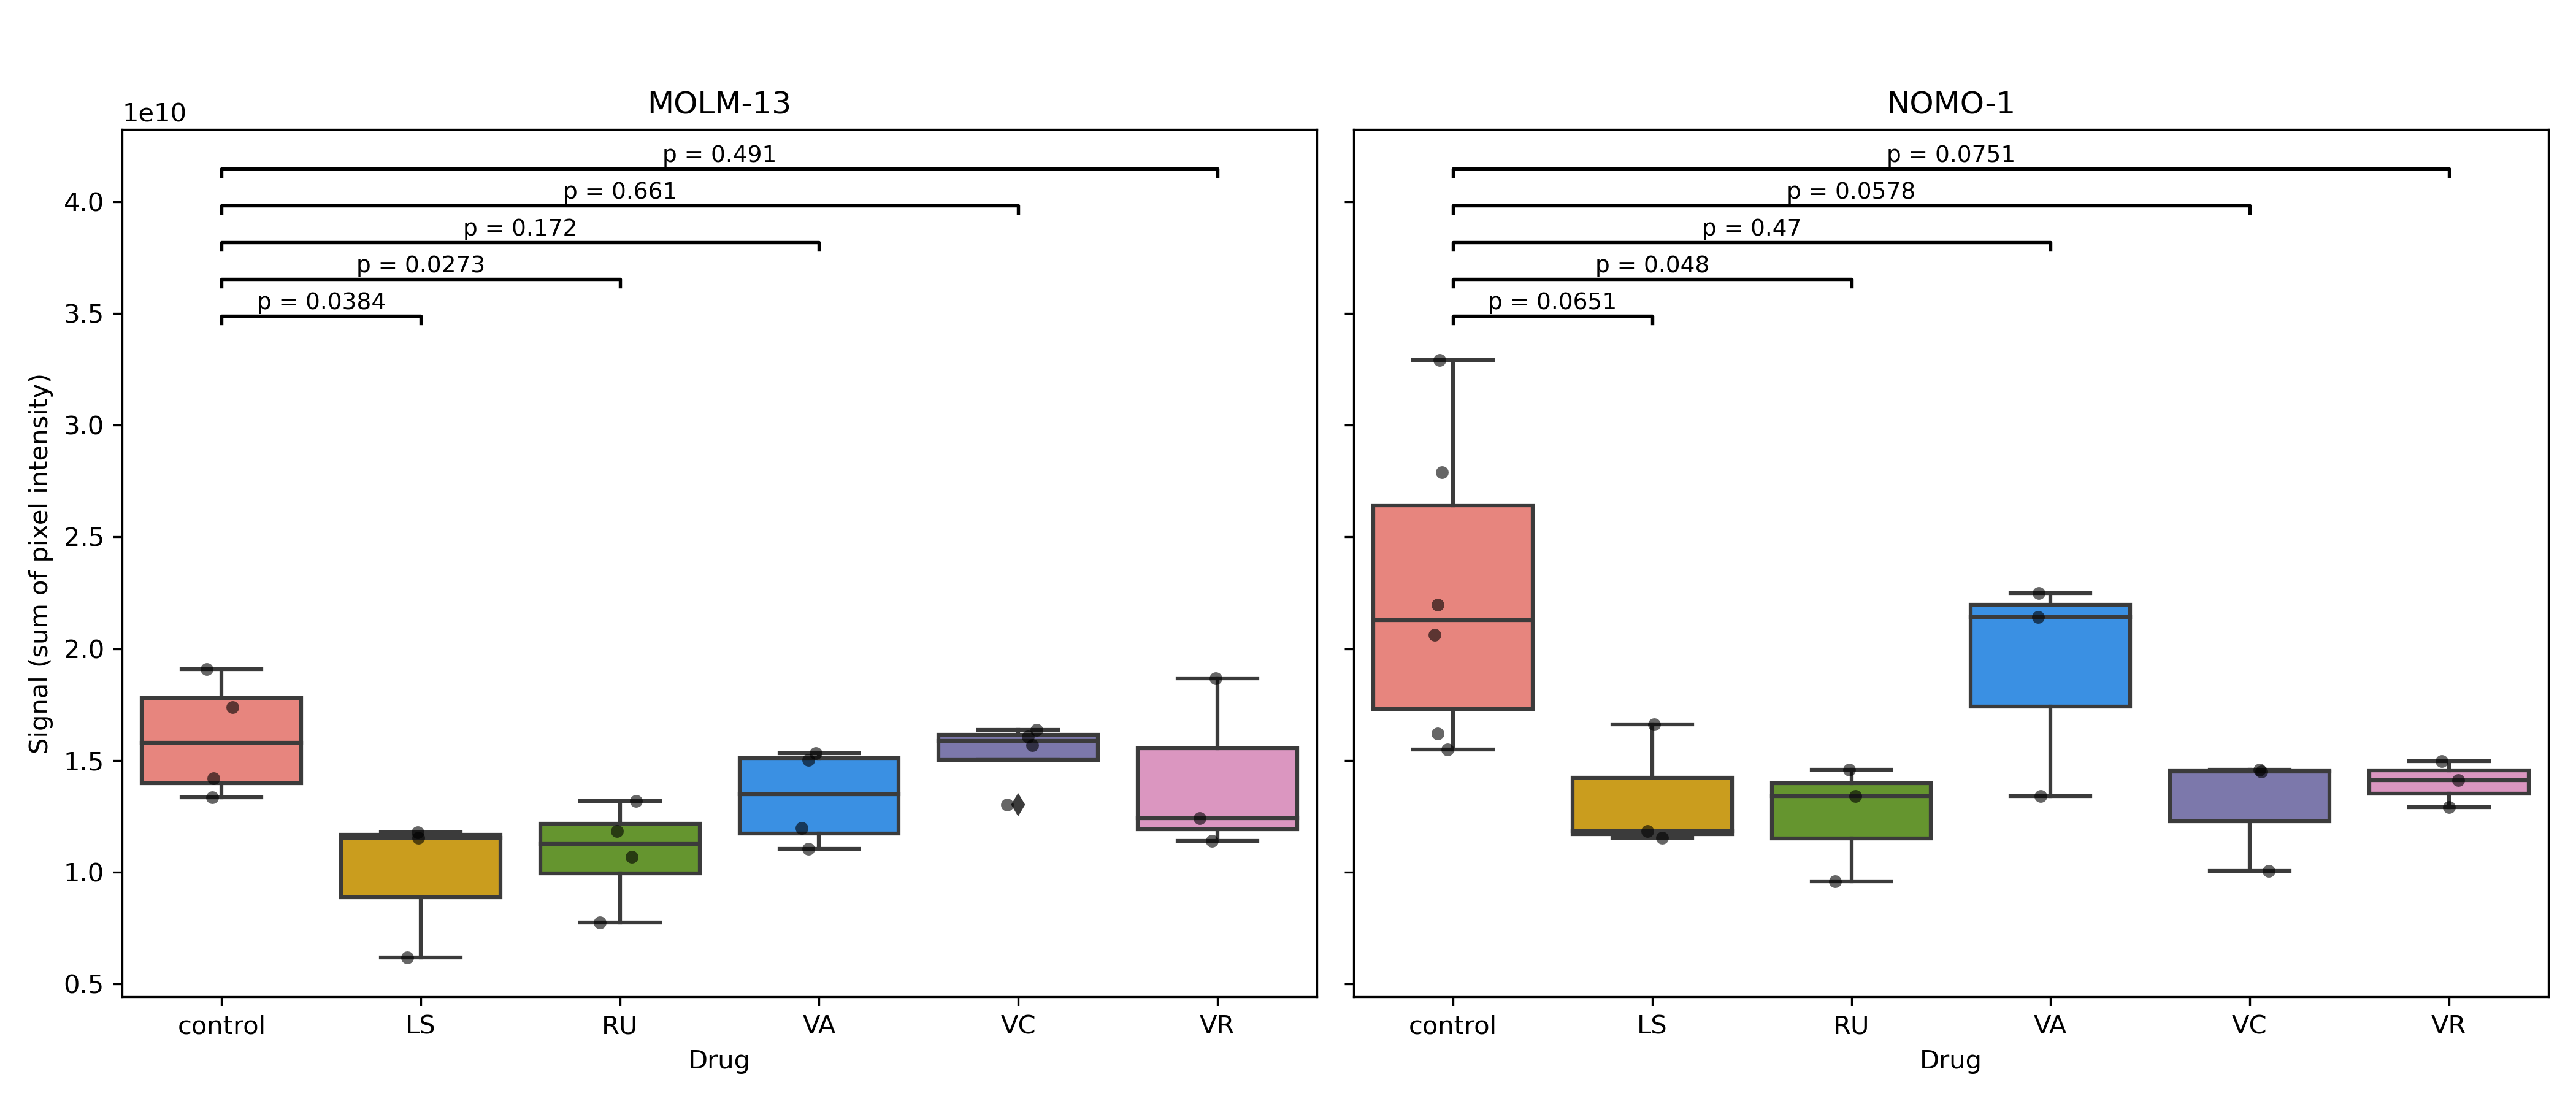 MOLM-13
NOMO-1
1e10
p = 0.491
p = 0.661
p = 0.172
p = 0.0273
p = 0.0384
p = 0.0751
p = 0.0578
p = 0.47
p = 0.048
p = 0.0651
4.0
3.5
3.0
2.5
2.0
1.5
1.0
0.5
Signal (sum of pixel intensity)
control LS RU VA VC VR
Drug
control LS RU VA VC VR
Drug